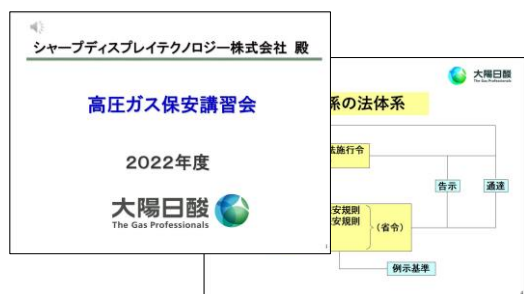 シャープディスプレイテクノロジー株式会社 殿
高圧ガス保安講習会
2022年度
大陽日酸
The Gas Professionals
大陽日酸
The Gas Professionals
係の法体系
法施行令
告示
通達
安規則
安規則
(省令)
例示基準